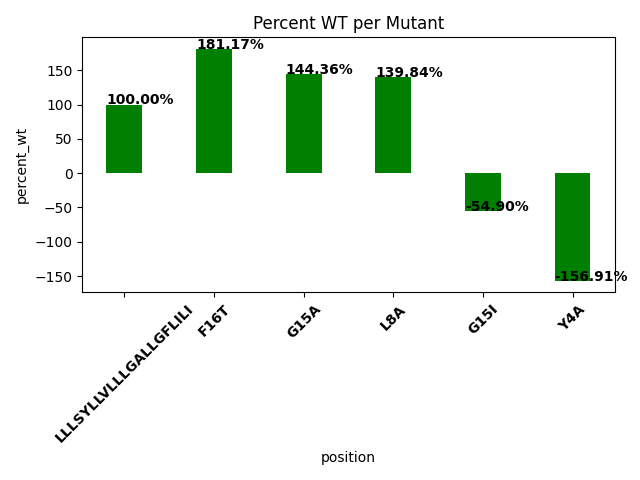 Percent WT per Mutant
percent_wt
150
100
50
0
−50
−100
−150
100.00%
181.17%
144.36%
139.84%
-54.90%
-156.91%
LLLSYLLVLLLGALLGFLILI
F16T
G15A
L8A
G15I
Y4A
position